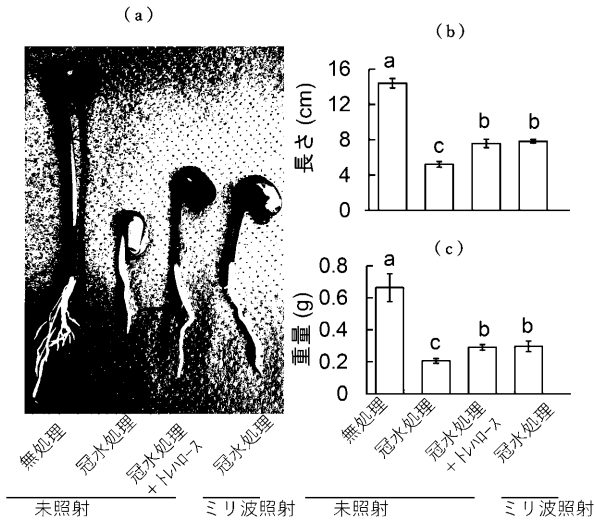 (a)
無処理
冠水処理
冠水処理
+トレハロース
冠水処理
未照射
ミリ波照射
(b)
長さ (cm)
16
12
8
4
0
a
c
b
b
(c)
重量 (g)
0.8
0.6
0.4
0.2
0
a
c
b
b
無処理
冠水処理
冠水処理
+トレハロース
冠水処理
未照射
ミリ波照射